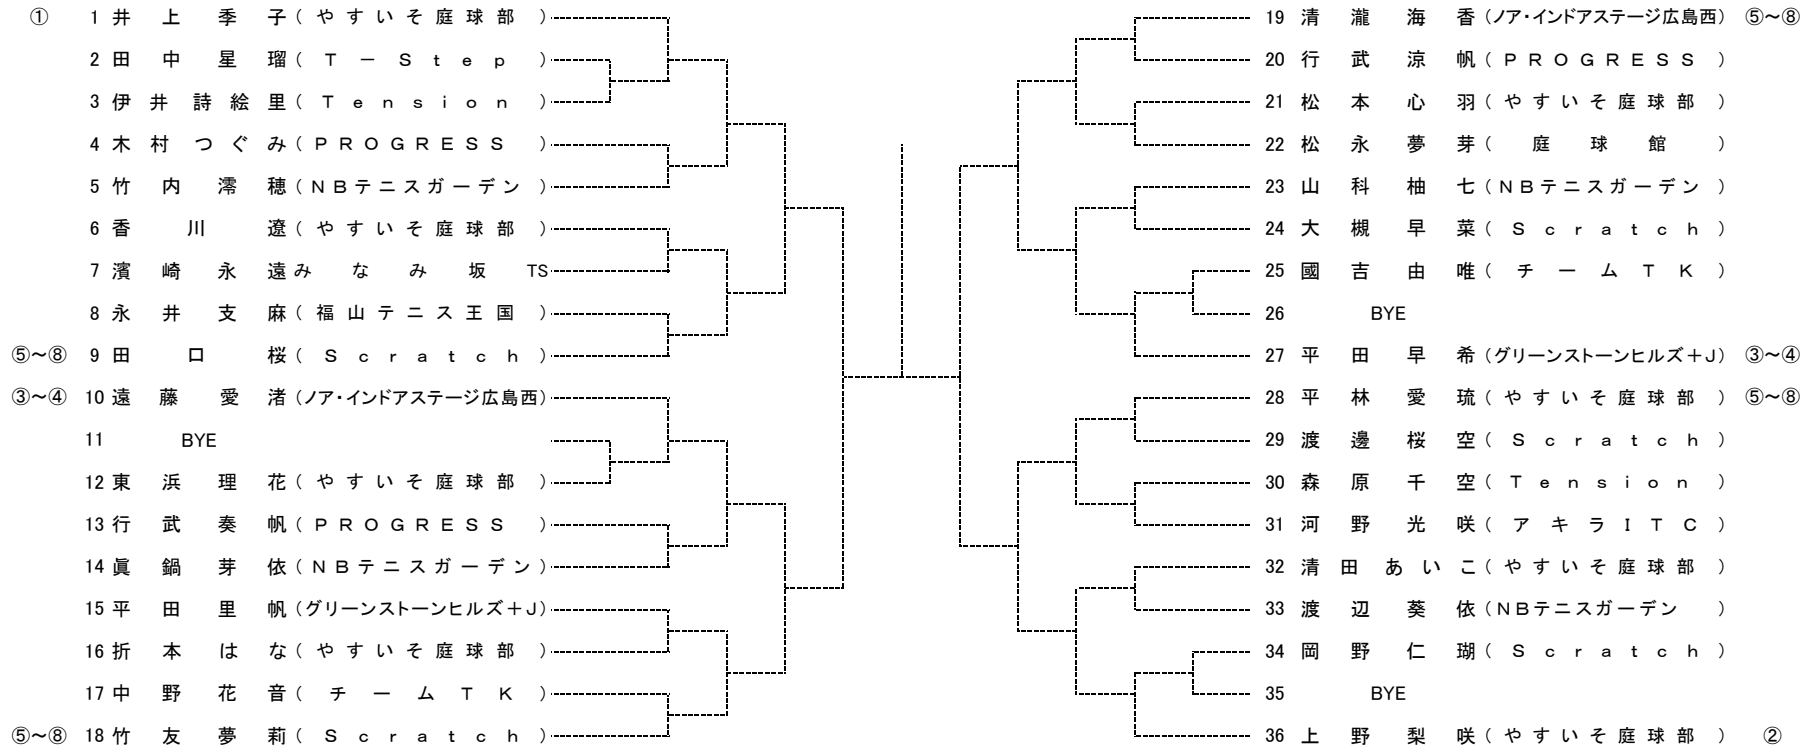 ① 1 井上季子(やすいそ庭球部)
2 田中星瑠(T-Step)
3 伊井詩絵里(Tension)
4 木村つぐみ(PROGRESS)
5 竹内澪穂(NBテニスガーデン)
6 香川遼(やすいそ庭球部)
7 濱崎永遠みなみ坂TS
8 永井支麻(福山テニス王国)
⑤~⑧ 9 田口桜(Scratch)
③~④ 10 遠藤愛渚(ノア・インドアステージ広島西)
11 BYE
12 東浜理花(やすいそ庭球部)
13 行武奏帆(PROGRESS)
14 眞鍋芽依(NBテニスガーデン)
15 平田里帆(グリーンストーンヒルズ+J)
16 折本はな(やすいそ庭球部)
17 中野花音(チームTK)
⑤~⑧ 18 竹友夢莉(Scratch)
19 清瀧海香(ノア・インドアステージ広島西) ⑤~⑧
20 行武涼帆(PROGRESS)
21 松本心羽(やすいそ庭球部)
22 松永夢芽(庭球館)
23 山科柚七(NBテニスガーデン)
24 大槻早菜(Scratch)
25 國吉由唯(チームTK)
26 BYE
27 平田早希(グリーンストーンヒルズ+J) ③~④
28 平林愛琉(やすいそ庭球部) ⑤~⑧
29 渡邊桜空(Scratch)
30 森原千空(Tension)
31 河野光咲(アキラITC)
32 清田あいこ(やすいそ庭球部)
33 渡辺葵依(NBテニスガーデン)
34 岡野仁瑚(Scratch)
35 BYE
36 上野梨咲(やすいそ庭球部) ②